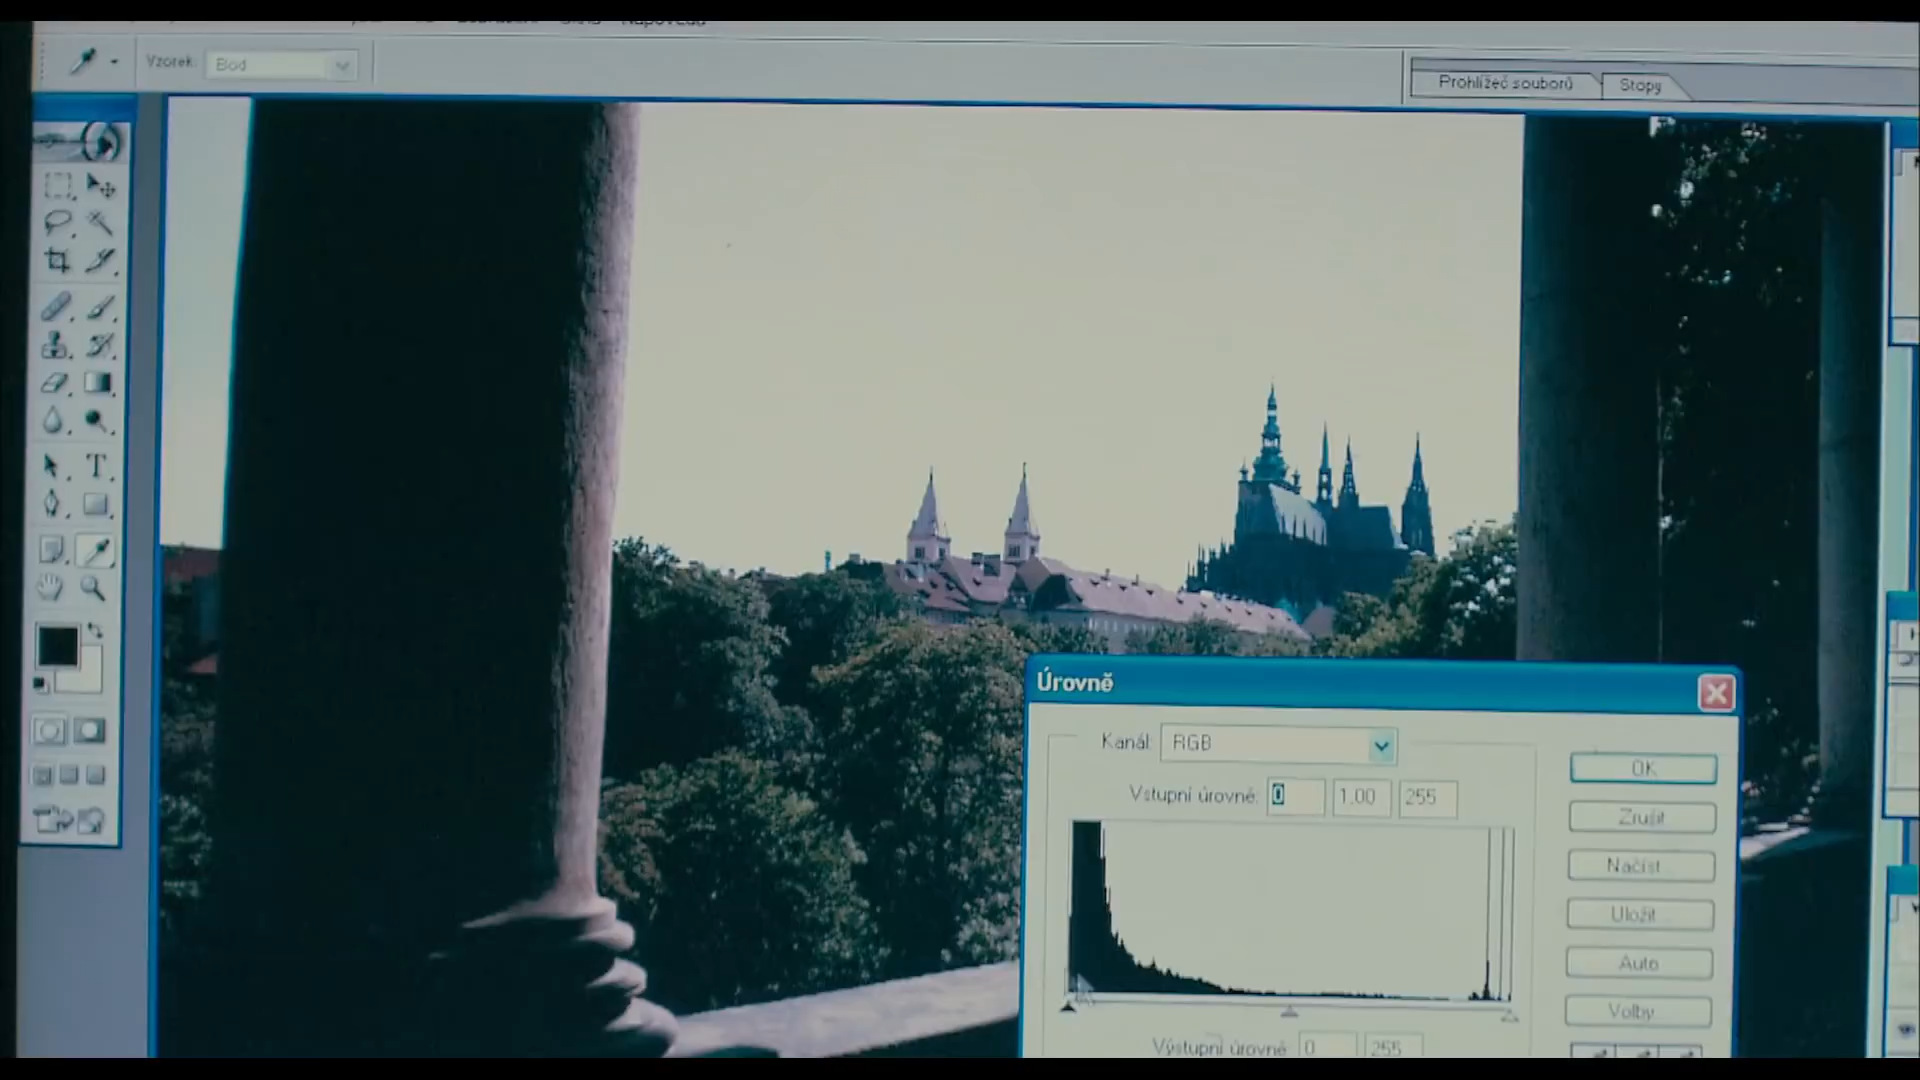 Nápověda
Vzorek: Bod
Prohlížeč souborů Stopy
T
Úrovně
Kanál: RGB
Vstupní úrovně: 0 1.00 255
OK
Zrušit
Načíst...
Uložit...
Auto
Volby
Výstupní úrovně: 0 255